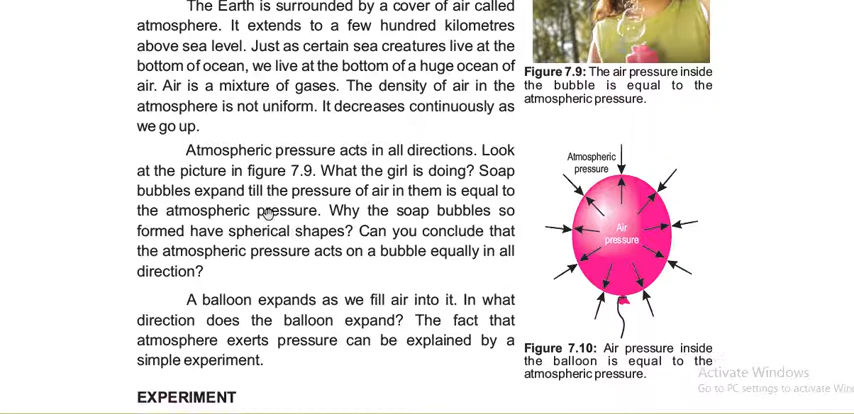 The Earth is surrounded by a cover of air called
atmosphere. It extends to a few hundred kilometres
above sea level. Just as certain sea creatures live at the
bottom of ocean, we live at the bottom of a huge ocean of
air. Air is a mixture of gases. The density of air in the
atmosphere is not uniform. It decreases continuously as
we go up.
Atmospheric pressure acts in all directions. Look
at the picture in figure 7.9. What the girl is doing? Soap
bubbles expand till the pressure of air in them is equal to
the atmospheric pressure. Why the soap bubbles so
formed have spherical shapes? Can you conclude that
the atmospheric pressure acts on a bubble equally in all
direction?
A balloon expands as we fill air into it. In what
direction does the balloon expand? The fact that
atmosphere exerts pressure can be explained by a
simple experiment.
EXPERIMENT
Figure 7.9: The air pressure inside
the bubble is equal to the
atmospheric pressure.
Atmospheric
pressure
Air
pressure
Figure 7.10: Air pressure inside
the balloon is equal to the
atmospheric pressure.
Activate Windows
Go to PC settings to activate Win